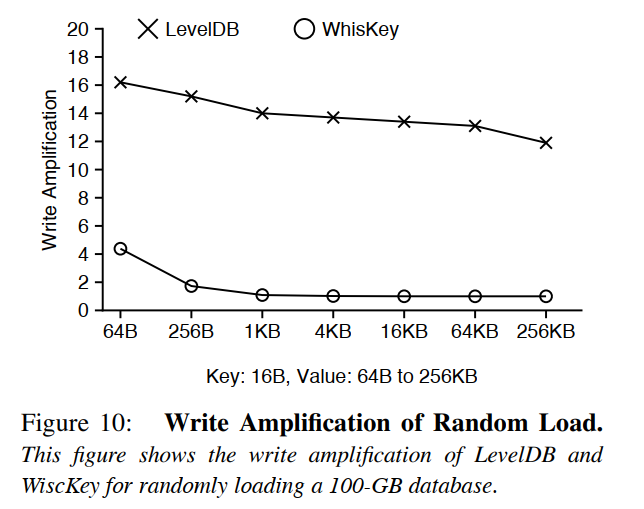 LevelDB
WhisKey
Write Amplification
20
18
16
14
12
10
8
6
4
2
0
64B 256B 1KB 4KB 16KB 64KB 256KB
Key: 16B, Value: 64B to 256KB
Figure 10: Write Amplification of Random Load.
This figure shows the write amplification of LevelDB and
WiscKey for randomly loading a 100-GB database.